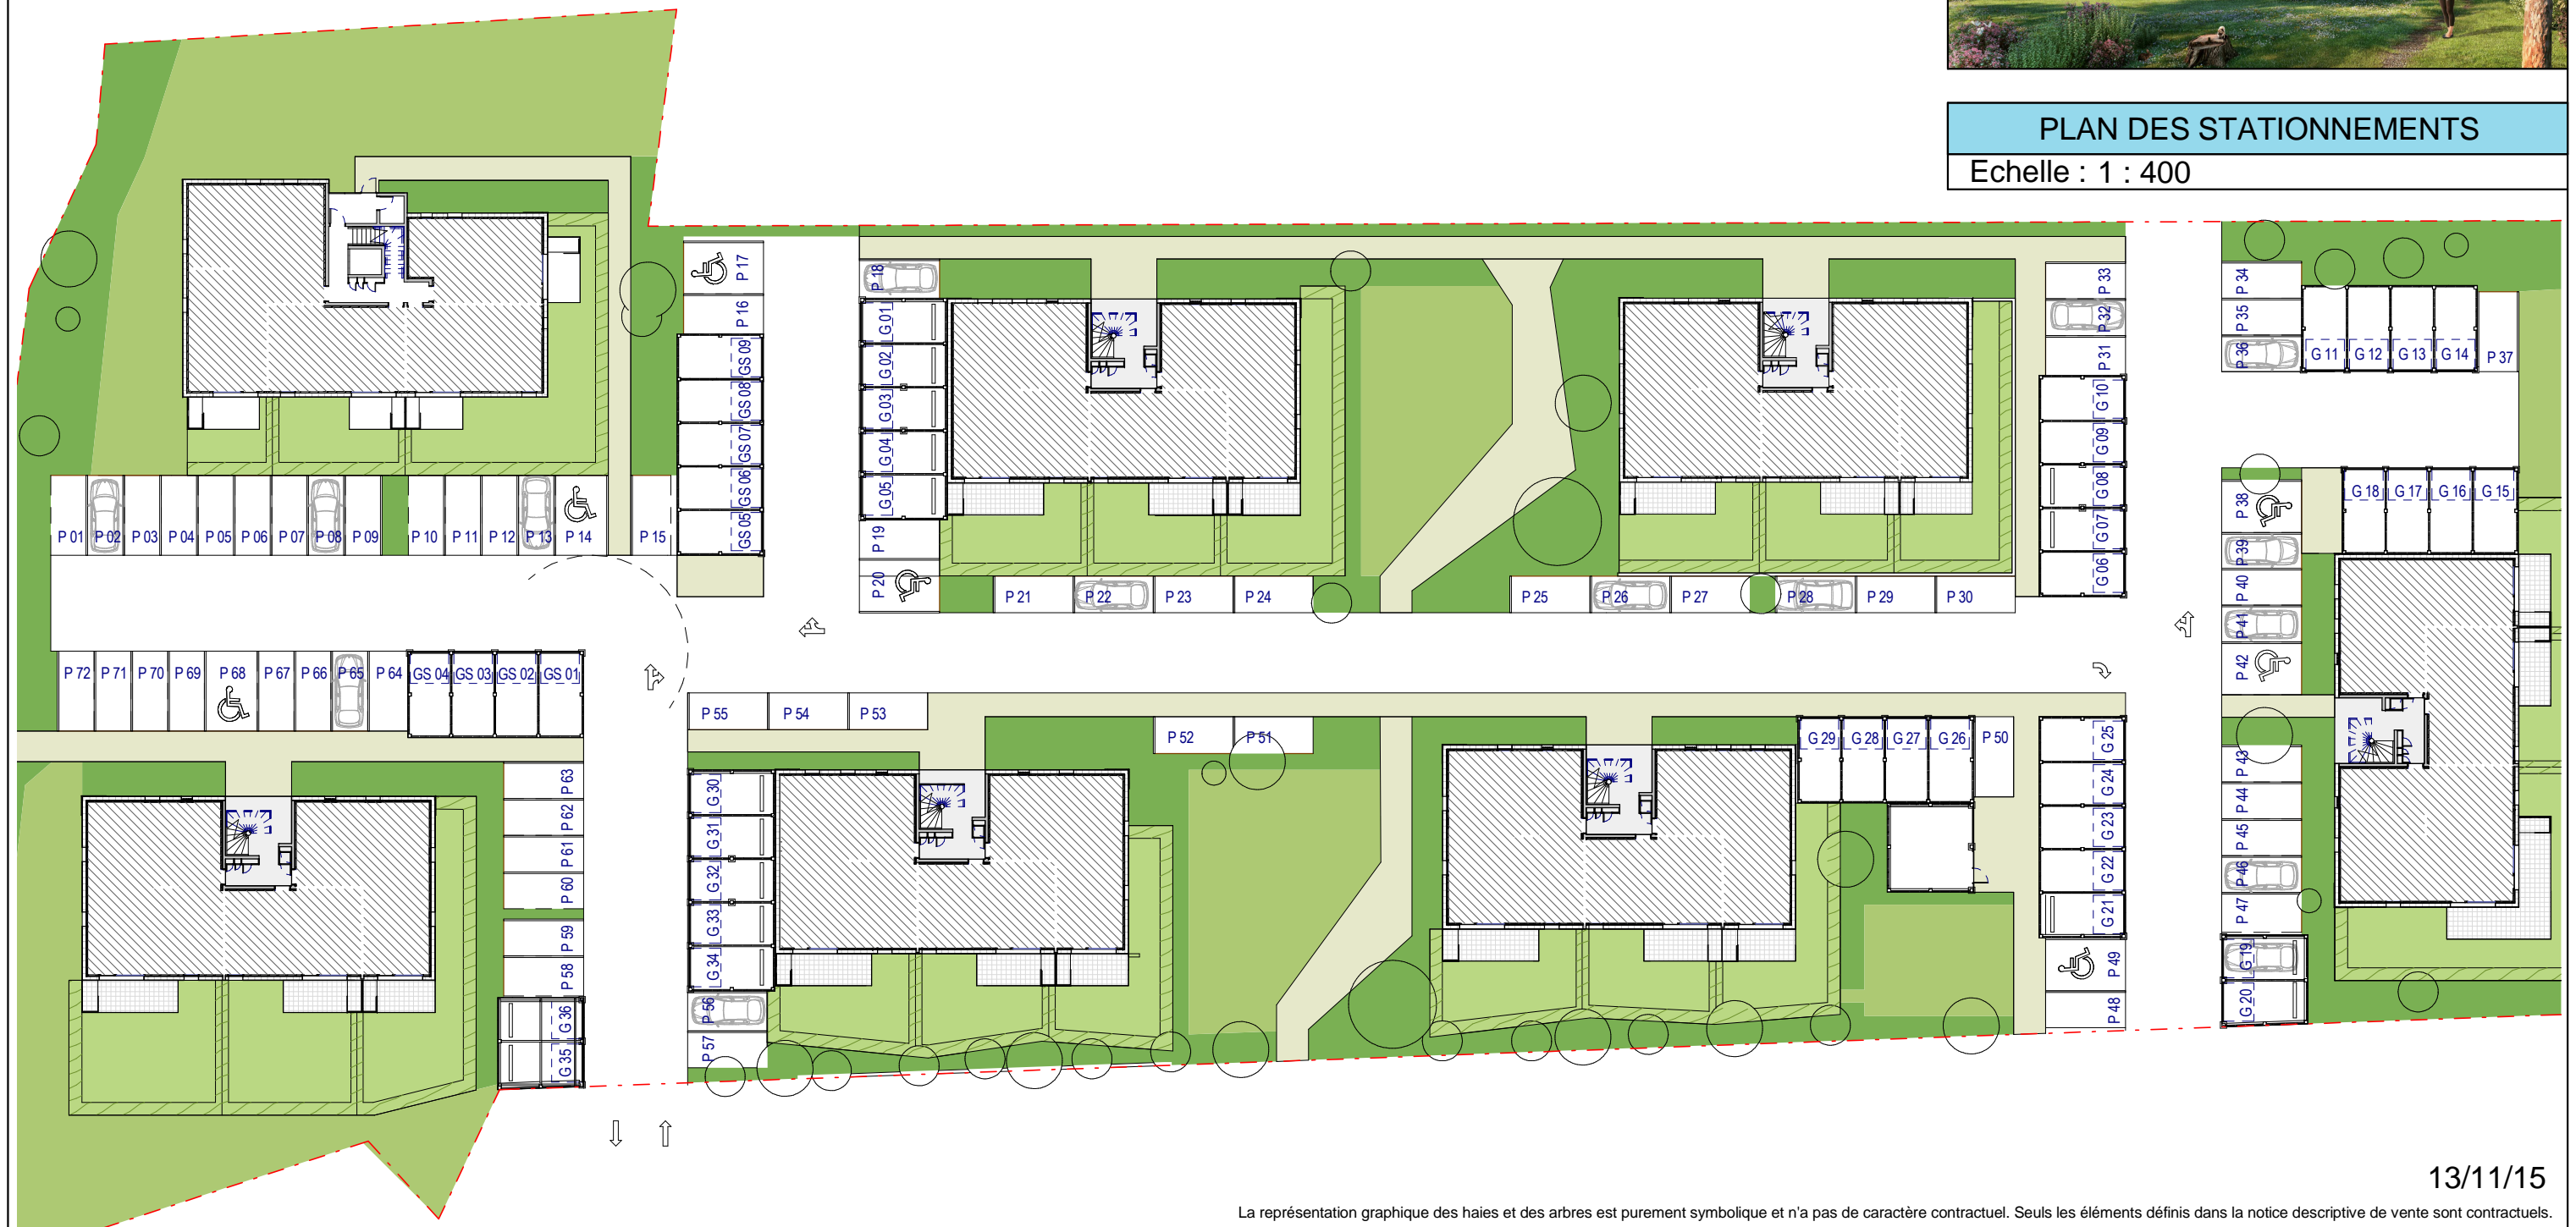 PLAN DES STATIONNEMENTS
Echelle : 1 : 400
P 17
P 16
GS 09
GS 08
GS 07
GS 06
GS 05
P 18
G 01
G 02
G 03
G 04
G 05
P 19
P 20
P 33
P 32
P 31
G 10
G 09
G 08
G 07
G 06
P 34
P 35
P 36
G 11
G 12
G 13
G 14
P 37
P 01
P 02
P 03
P 04
P 05
P 06
P 07
P 08
P 09
P 10
P 11
P 12
P 13
P 14
P 15
P 21
P 22
P 23
P 24
P 25
P 26
P 27
P 28
P 29
P 30
G 18
G 17
G 16
G 15
P 38
P 39
P 40
P 41
P 42
P 72
P 71
P 70
P 69
P 68
P 67
P 66
P 65
P 64
GS 04
GS 03
GS 02
GS 01
P 55
P 54
P 53
P 52
P 51
G 29
G 28
G 27
G 26
P 50
G 25
G 24
G 23
G 22
G 21
P 49
P 48
P 43
P 44
P 45
P 46
P 47
G 19
G 20
P 63
P 62
P 61
P 60
P 59
P 58
G 36
G 35
G 30
G 31
G 32
G 33
G 34
P 56
P 57
13/11/15
La représentation graphique des haies et des arbres est purement symbolique et n'a pas de caractère contractuel. Seuls les éléments définis dans la notice descriptive de vente sont contractuels.